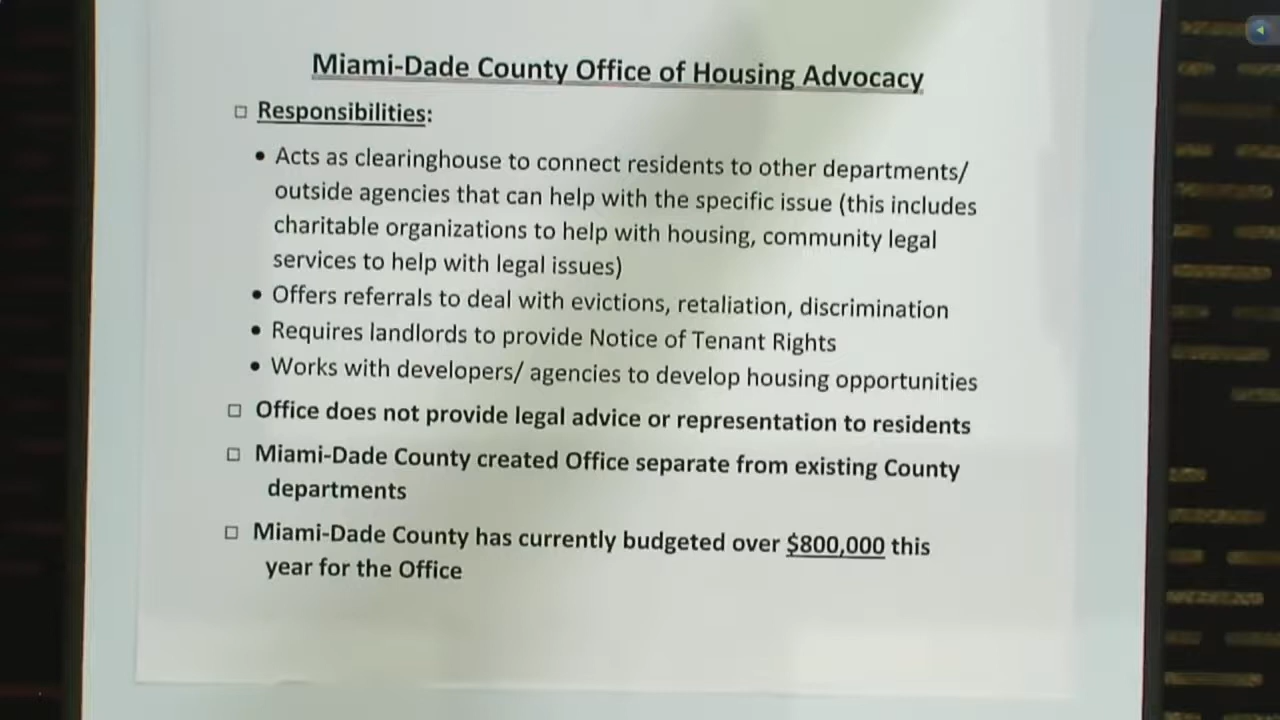 Miami-Dade County Office of Housing Advocacy
□ Responsibilities:
• Acts as clearinghouse to connect residents to other departments/
outside agencies that can help with the specific issue (this includes
charitable organizations to help with housing, community legal
services to help with legal issues)
• Offers referrals to deal with evictions, retaliation, discrimination
• Requires landlords to provide Notice of Tenant Rights
• Works with developers/ agencies to develop housing opportunities
□ Office does not provide legal advice or representation to residents
□ Miami-Dade County created Office separate from existing County
departments
□ Miami-Dade County has currently budgeted over $800,000 this
year for the Office